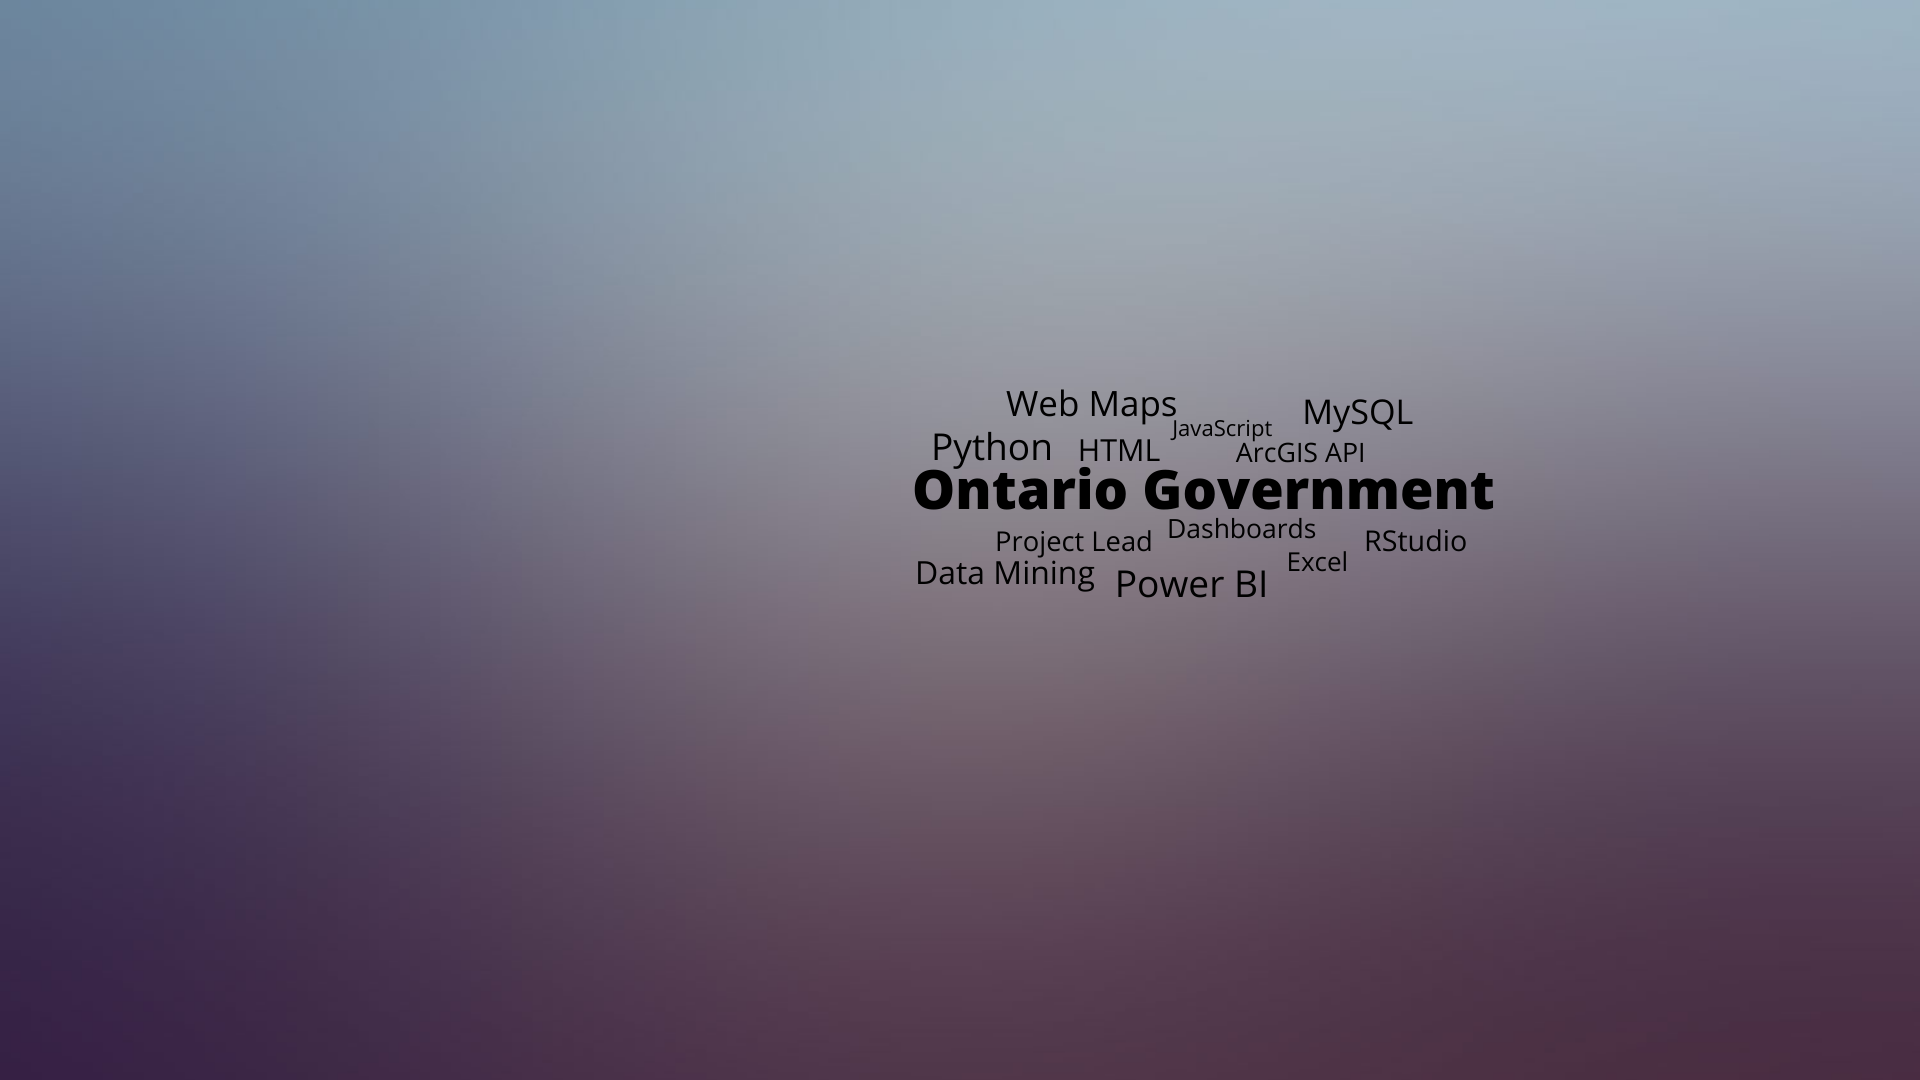 Web Maps
MySQL
JavaScript
Python
HTML
ArcGIS API
Ontario Government
Dashboards
Project Lead
RStudio
Excel
Data Mining
Power BI